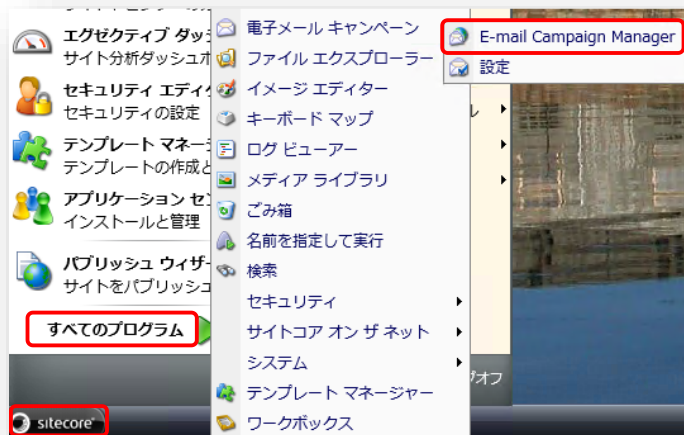 エグゼクティブ ダッシ
サイト分析ダッシュボ
セキュリティ エディ
セキュリティの設定
テンプレート マネー
テンプレートの作成と
アプリケーション セン
インストールと管理
パブリッシュ ウィザー
サイトをパブリッシュ
すべてのプログラム
sitecore
電子メール キャンペーン
ファイル エクスプローラー
イメージ エディター
キーボード マップ
ログ ビューアー
メディア ライブラリ
ごみ箱
名前を指定して実行
検索
セキュリティ
サイトコア オン ザ ネット
システム
テンプレート マネージャー
ワークボックス
E-mail Campaign Manager
設定
グオフ